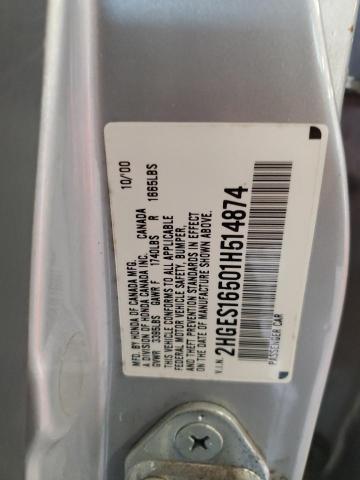 MFD. BY HONDA OF CANADA MFG. 10/00
A DIVISION OF HONDA CANADA INC. CANADA
GVWR 3395LBS GAWR F 1740LBS R 1665LBS
THIS VEHICLE CONFORMS TO ALL APPLICABLE
FEDERAL MOTOR VEHICLE SAFETY, BUMPER,
AND THEFT PREVENTION STANDARDS IN EFFECT
ON THE DATE OF MANUFACTURE SHOWN ABOVE.
V.I.N. 2HGES16501H514874
PASSENGER CAR